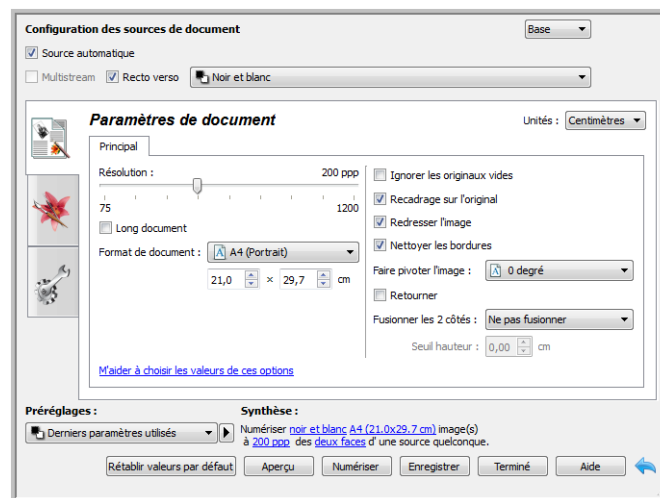 Configuration des sources de document
Base
Source automatique
Multistream Recto verso Noir et blanc
Paramètres de document Unités : Centimètres
Principal
Résolution : 200 ppp
75 1200
Long document
Format de document : A4 (Portrait)
21,0 × 29,7 cm
M'aider à choisir les valeurs de ces options
Ignorer les originaux vides
Recadrage sur l'original
Redresser l'image
Nettoyer les bordures
Faire pivoter l'image : 0 degré
Retourner
Fusionner les 2 côtés : Ne pas fusionner
Seuil hauteur : 0,00 cm
Préréglages : Synthèse :
Derniers paramètres utilisés
Numériser noir et blanc A4 (21.0x29.7 cm) image(s)
à 200 ppp des deux faces d' une source quelconque.
Rétablir valeurs par défaut Aperçu Numériser Enregistrer Terminé Aide